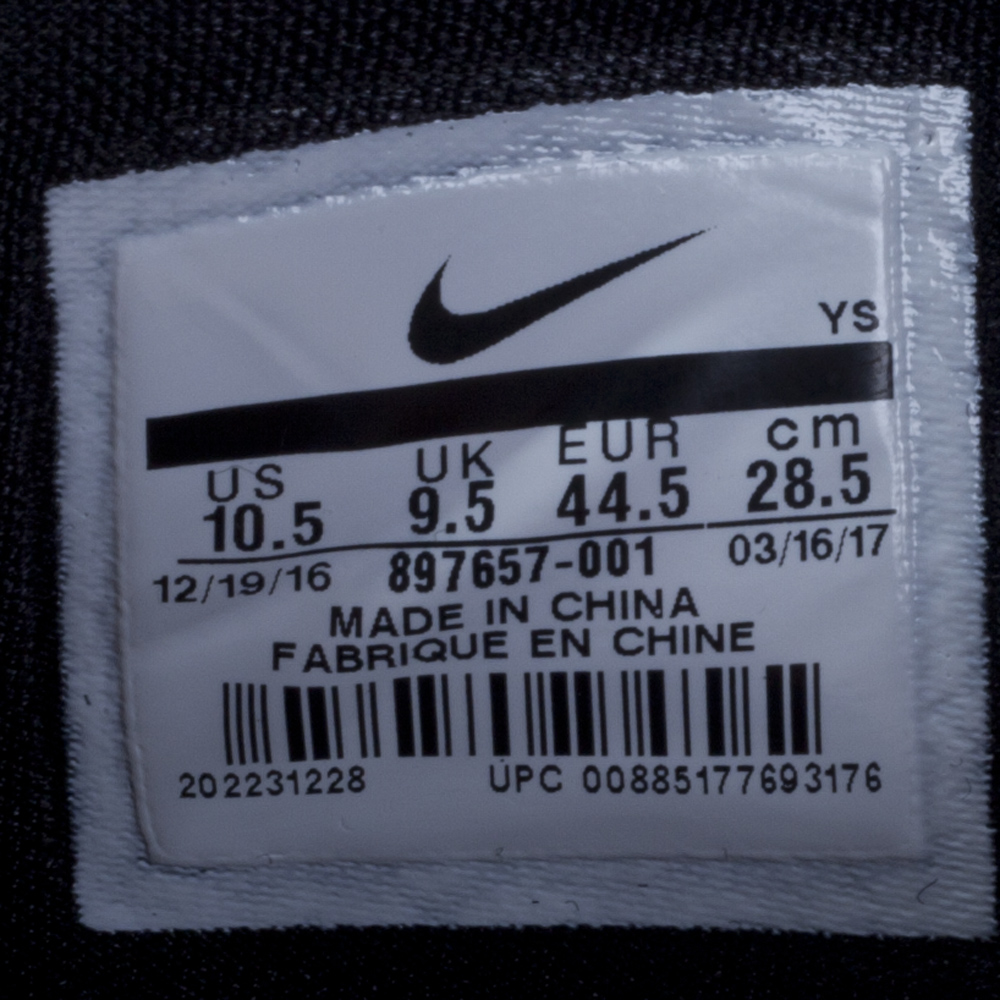 YS
US UK EUR cm
10.5 9.5 44.5 28.5
12/19/16 897657-001 03/16/17
MADE IN CHINA
FABRIQUE EN CHINE
202231228 UPC 00885177693176